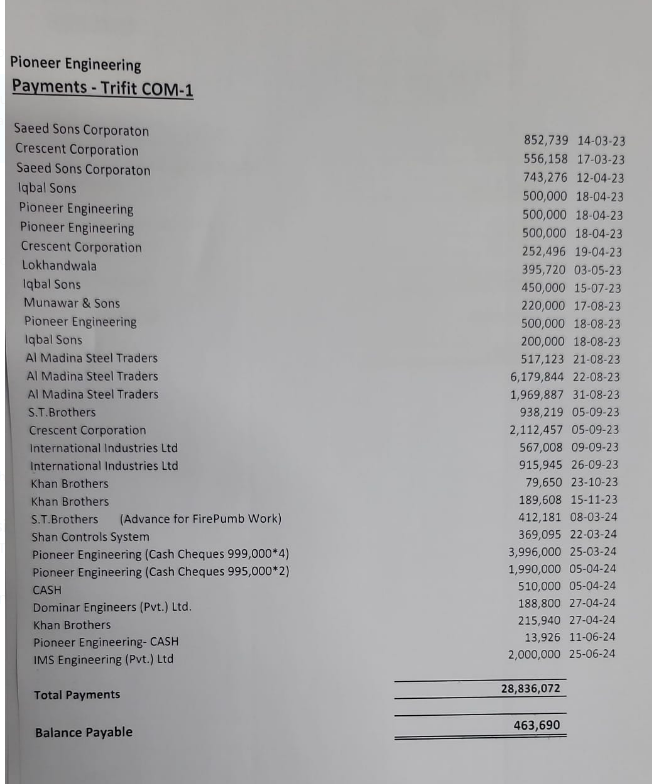 Pioneer Engineering
Payments - Trifit COM-1
Saeed Sons Corporaton 852,739 14-03-23
Crescent Corporation 556,158 17-03-23
Saeed Sons Corporaton 743,276 12-04-23
Iqbal Sons 500,000 18-04-23
Pioneer Engineering 500,000 18-04-23
Pioneer Engineering 500,000 18-04-23
Crescent Corporation 252,496 19-04-23
Lokhandwala 395,720 03-05-23
Iqbal Sons 450,000 15-07-23
Munawar & Sons 220,000 17-08-23
Pioneer Engineering 500,000 18-08-23
Iqbal Sons 200,000 18-08-23
Al Madina Steel Traders 517,123 21-08-23
Al Madina Steel Traders 6,179,844 22-08-23
Al Madina Steel Traders 1,969,887 31-08-23
S.T.Brothers 938,219 05-09-23
Crescent Corporation 2,112,457 05-09-23
International Industries Ltd 567,008 09-09-23
International Industries Ltd 915,945 26-09-23
Khan Brothers 79,650 23-10-23
Khan Brothers 189,608 15-11-23
S.T.Brothers (Advance for FirePumb Work) 412,181 08-03-24
Shan Controls System 369,095 22-03-24
Pioneer Engineering (Cash Cheques 999,000*4) 3,996,000 25-03-24
Pioneer Engineering (Cash Cheques 995,000*2) 1,990,000 05-04-24
CASH 510,000 05-04-24
Dominar Engineers (Pvt.) Ltd. 188,800 27-04-24
Khan Brothers 215,940 27-04-24
Pioneer Engineering- CASH 13,926 11-06-24
IMS Engineering (Pvt.) Ltd 2,000,000 25-06-24
Total Payments 28,836,072
Balance Payable 463,690